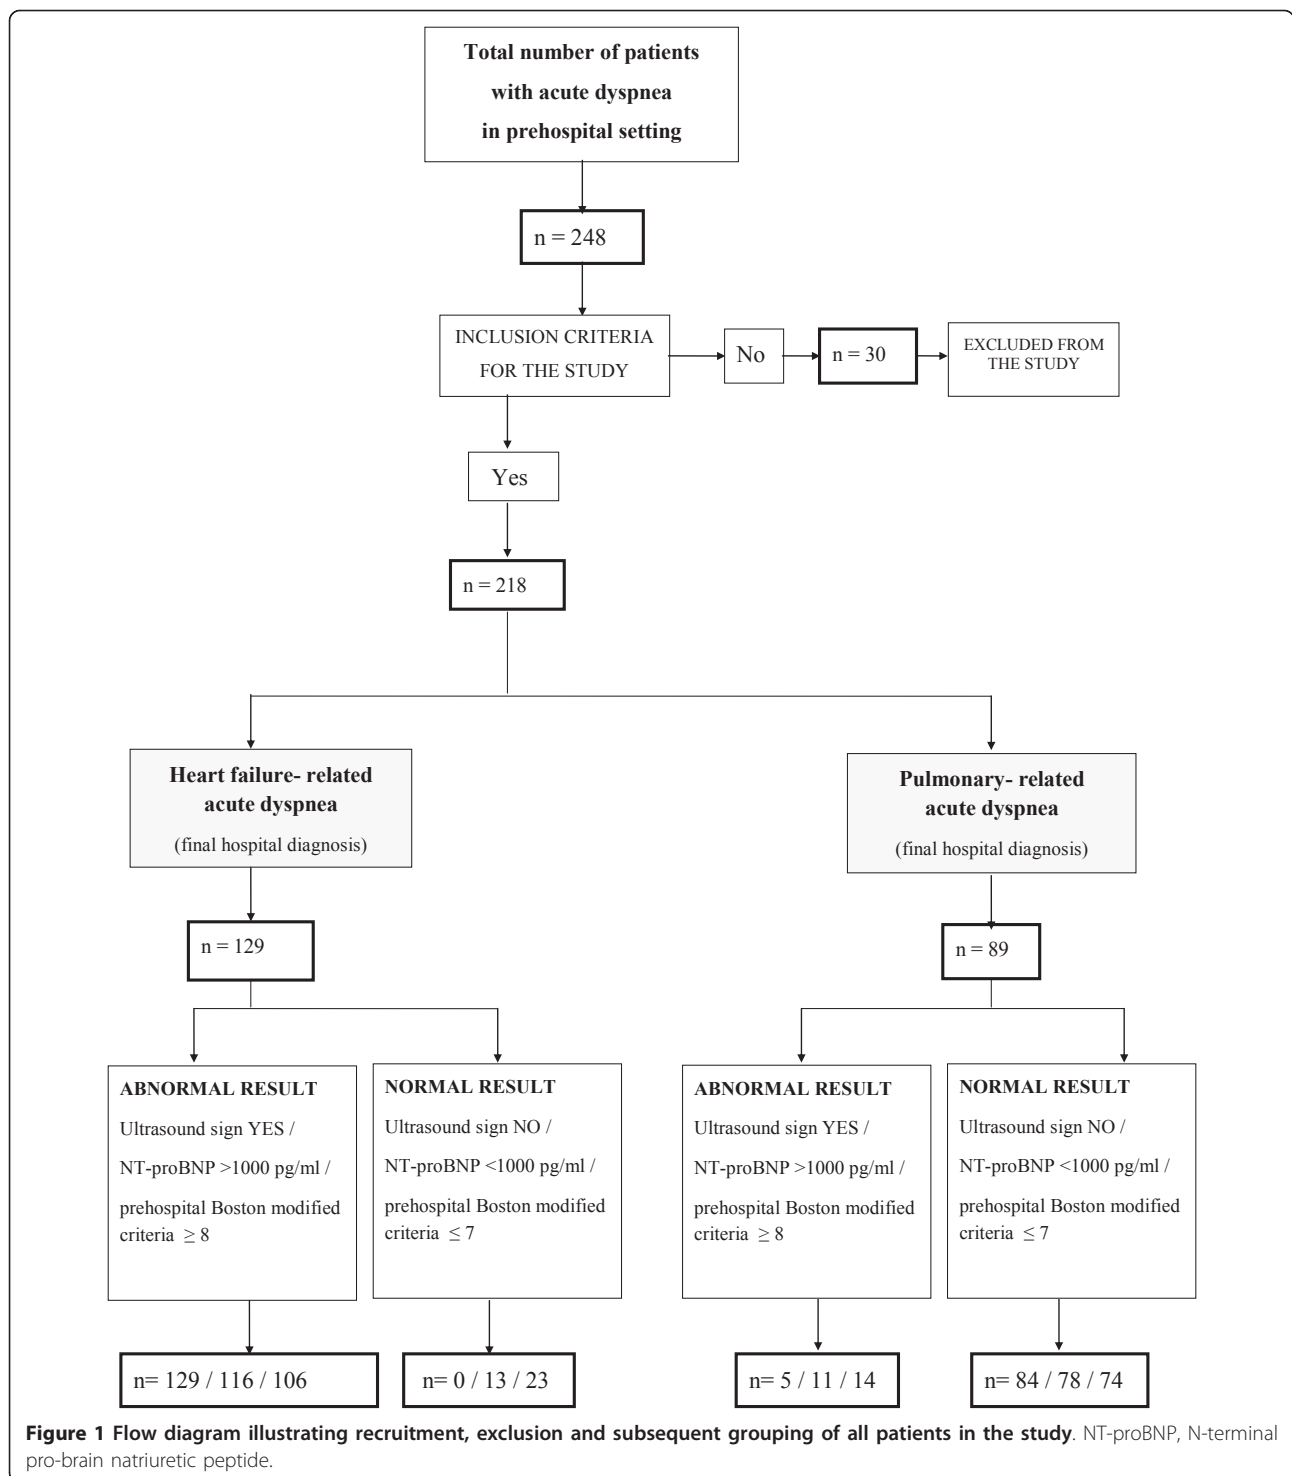 Total number of patients
with acute dyspnea
in prehospital setting
n = 248
INCLUSION CRITERIA
FOR THE STUDY
No
n = 30
EXCLUDED FROM
THE STUDY
Yes
n = 218
Heart failure- related
acute dyspnea
(final hospital diagnosis)
Pulmonary- related
acute dyspnea
(final hospital diagnosis)
n = 129
n = 89
ABNORMAL RESULT
Ultrasound sign YES /
NT-proBNP >1000 pg/ml /
prehospital Boston modified
criteria ≥ 8
NORMAL RESULT
Ultrasound sign NO /
NT-proBNP <1000 pg/ml /
prehospital Boston modified
criteria ≤ 7
ABNORMAL RESULT
Ultrasound sign YES /
NT-proBNP >1000 pg/ml /
prehospital Boston modified
criteria ≥ 8
NORMAL RESULT
Ultrasound sign NO /
NT-proBNP <1000 pg/ml /
prehospital Boston modified
criteria ≤ 7
n= 129 / 116 / 106
n= 0 / 13 / 23
n= 5 / 11 / 14
n= 84 / 78 / 74
Figure 1 Flow diagram illustrating recruitment, exclusion and subsequent grouping of all patients in the study. NT-proBNP, N-terminal
pro-brain natriuretic peptide.